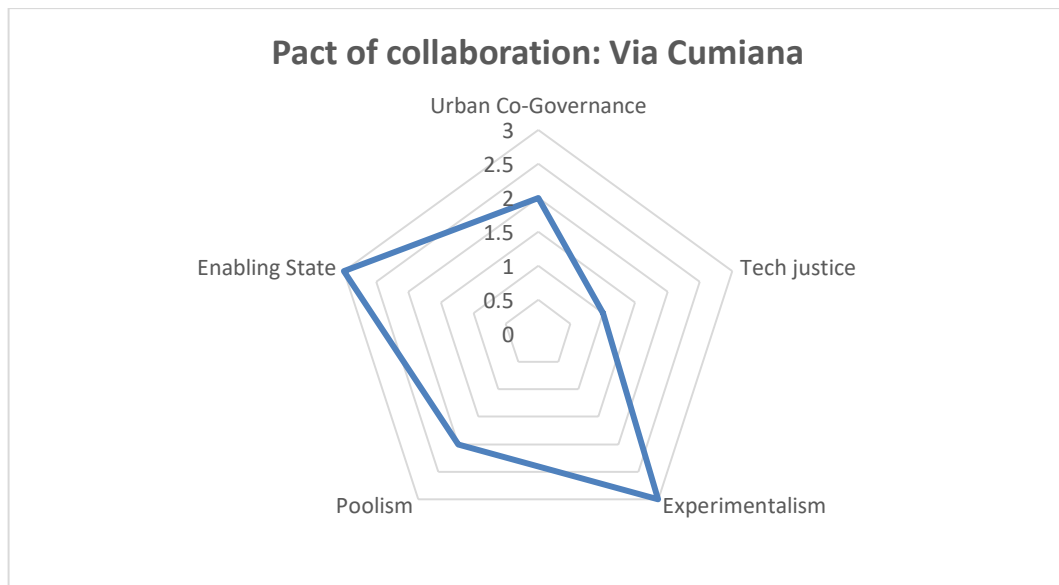 Pact of collaboration: Via Cumiana
Urban Co-Governance
3
2.5
2
1.5
1
0.5
0
Enabling State
Tech justice
Poolism
Experimentalism